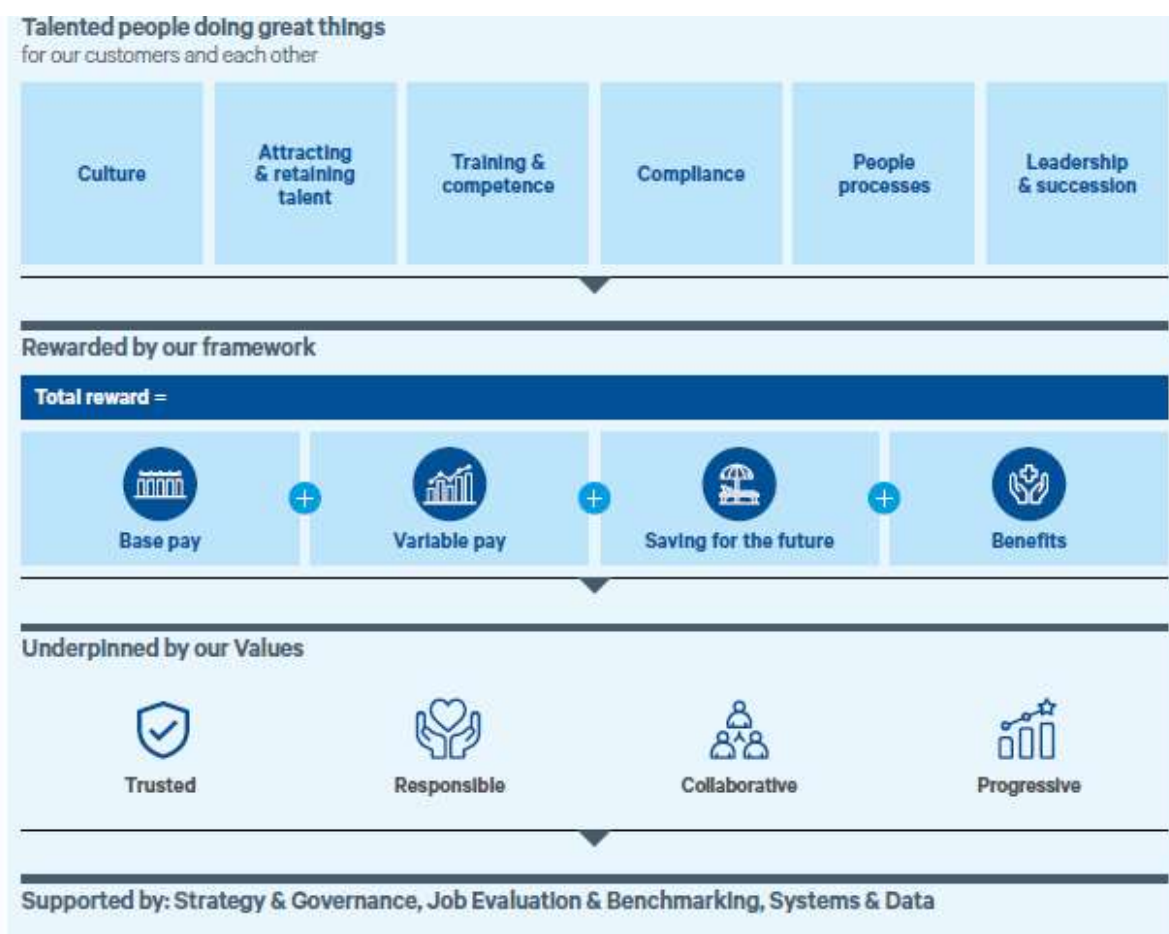 Talented people doing great things
for our customers and each other
Culture
Attracting
& retaining
talent
Training &
competence
Compliance
People
processes
Leadership
& succession
Rewarded by our framework
Total reward =
Base pay
Variable pay
Saving for the future
Benefits
Underpinned by our Values
Trusted
Responsible
Collaborative
Progressive
Supported by: Strategy & Governance, Job Evaluation & Benchmarking, Systems & Data